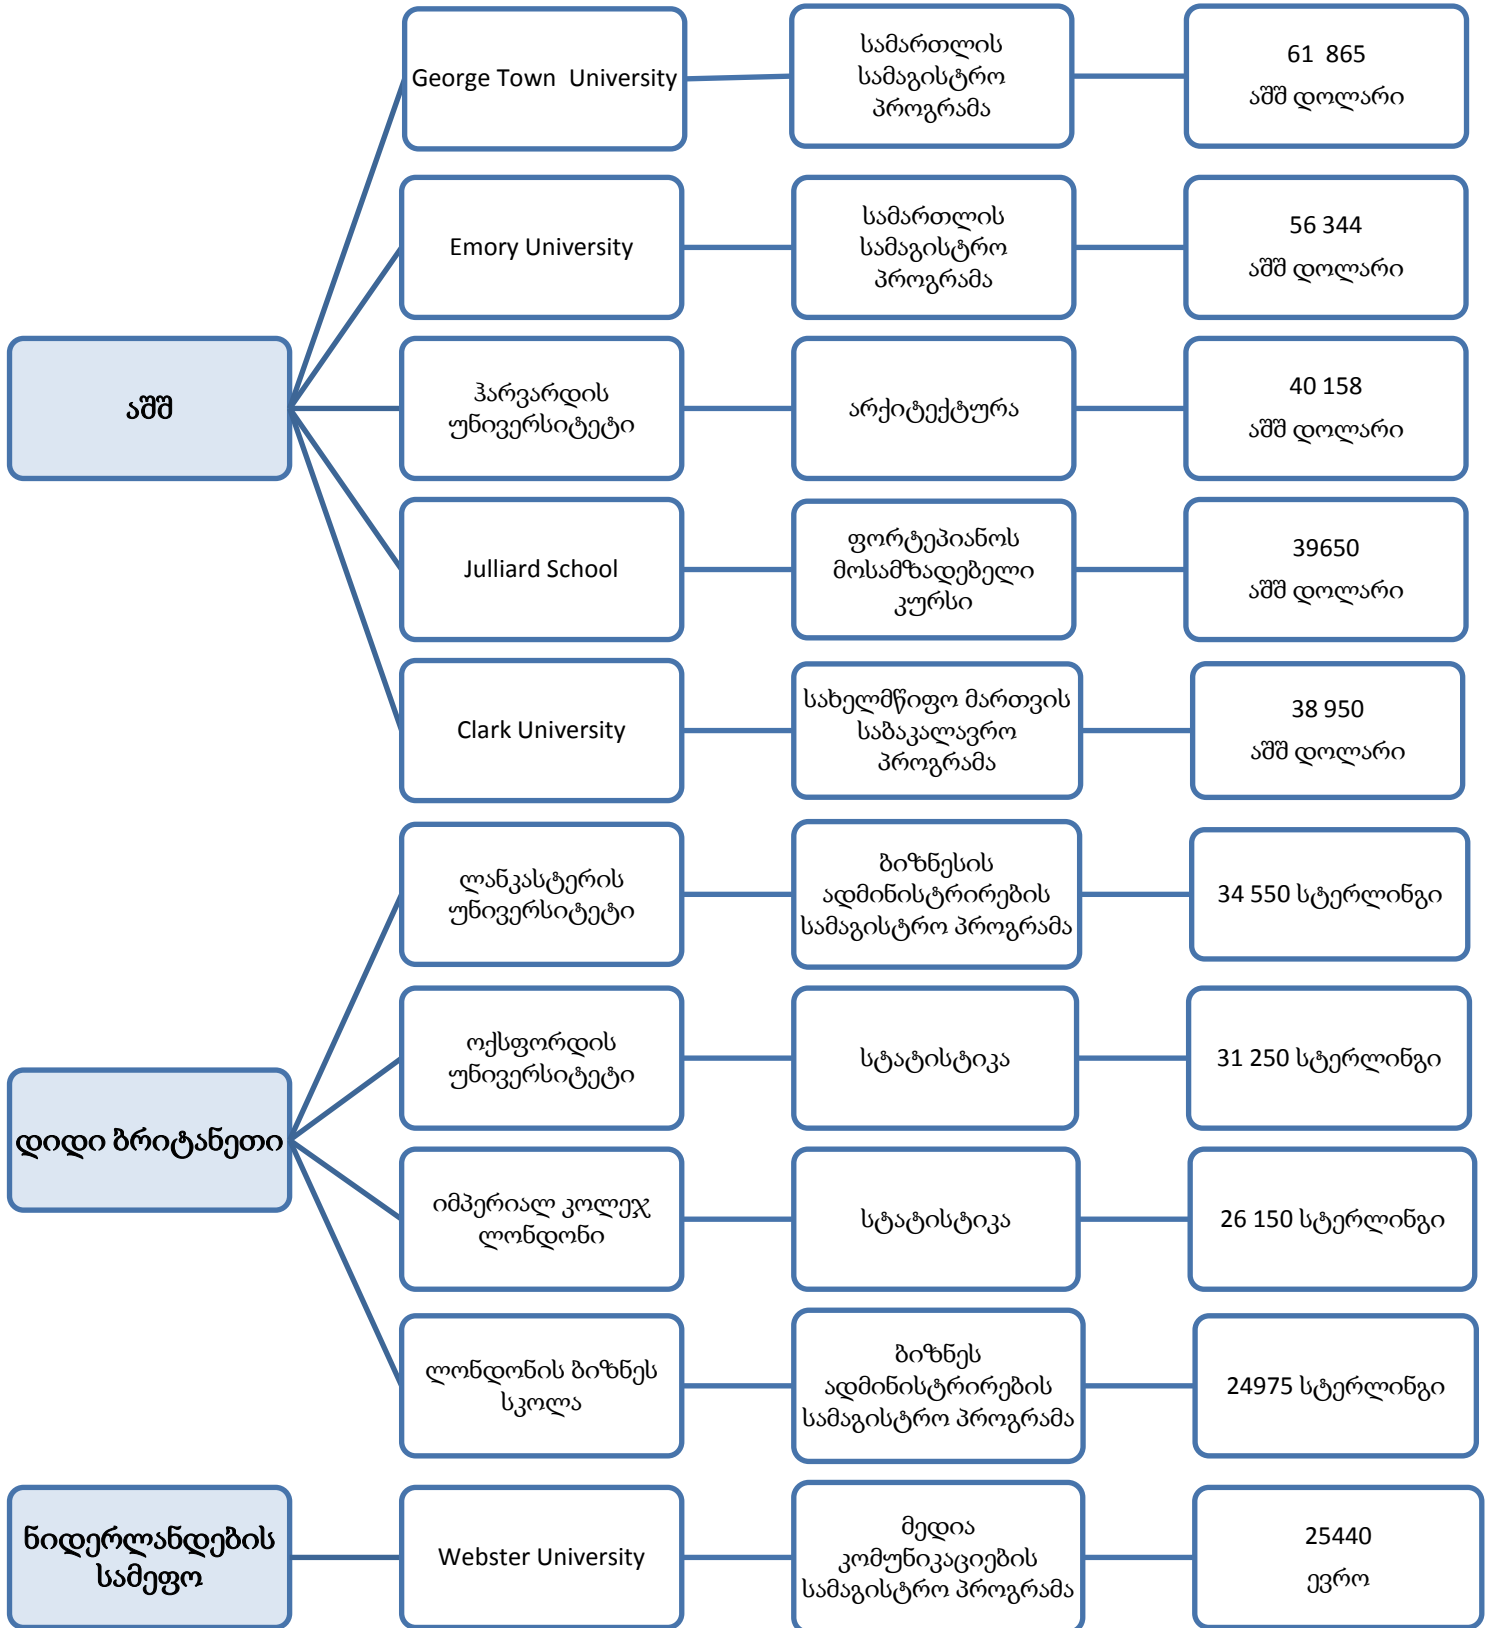 George Town  University
სამართლის
სამაგისტრო
პროგრამა
61  865
აშშ დოლარი
Emory University
სამართლის
სამაგისტრო
პროგრამა
56 344
აშშ დოლარი
აშშ
ჰარვარდის
უნივერსიტეტი
არქიტექტურა
40 158
აშშ დოლარი
Julliard School
ფორტეპიანოს
მოსამზადებელი
კურსი
39650
აშშ დოლარი
Clark University
სახელმწიფო მართვის
საბაკალავრო
პროგრამა
38 950
აშშ დოლარი
ლანკასტერის
უნივერსიტეტი
ბიზნესის
ადმინისტრირების
სამაგისტრო პროგრამა
34 550 სტერლინგი
დიდი ბრიტანეთი
ოქსფორდის
უნივერსიტეტი
სტატისტიკა
31 250 სტერლინგი
იმპერიალ კოლეჯ
ლონდონი
სტატისტიკა
26 150 სტერლინგი
ლონდონის ბიზნეს
სკოლა
ბიზნეს
ადმინისტრირების
სამაგისტრო პროგრამა
24975 სტერლინგი
ნიდერლანდების
სამეფო
Webster University
მედია
კომუნიკაციების
სამაგისტრო პროგრამა
25440
ევრო